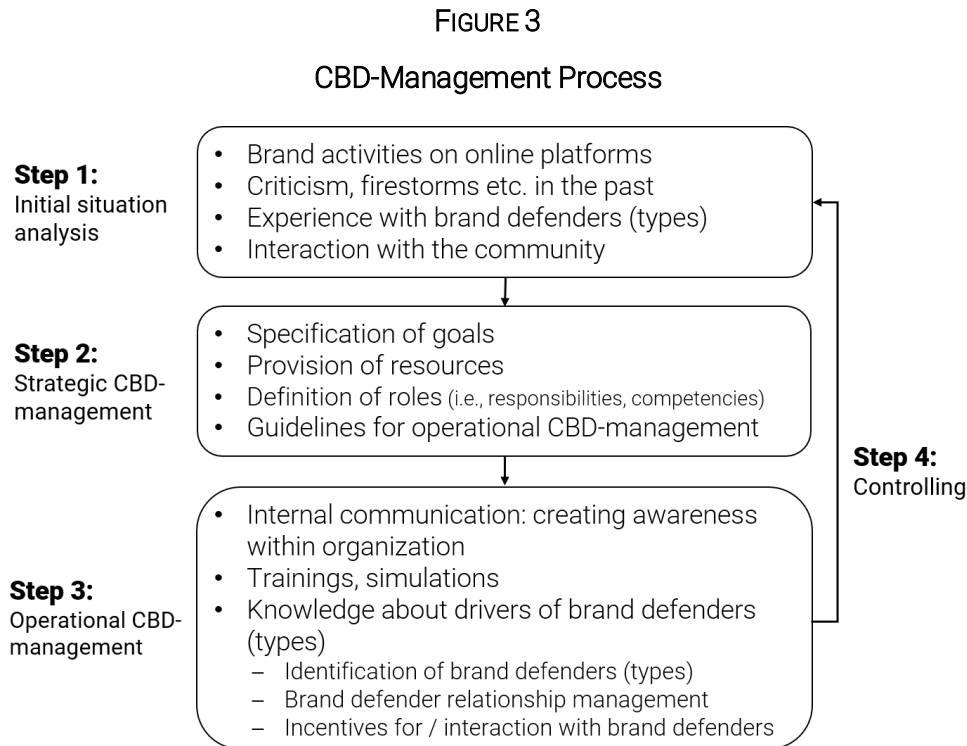 FIGURE 3
CBD-Management Process
Step 1:
Initial situation
analysis
• Brand activities on online platforms
• Criticism, firestorms etc. in the past
• Experience with brand defenders (types)
• Interaction with the community
Step 2:
Strategic CBD-
management
• Specification of goals
• Provision of resources
• Definition of roles (i.e., responsibilities, competencies)
• Guidelines for operational CBD-management
Step 3:
Operational CBD-
management
• Internal communication: creating awareness
within organization
• Trainings, simulations
• Knowledge about drivers of brand defenders
(types)
– Identification of brand defenders (types)
– Brand defender relationship management
– Incentives for / interaction with brand defenders
Step 4:
Controlling